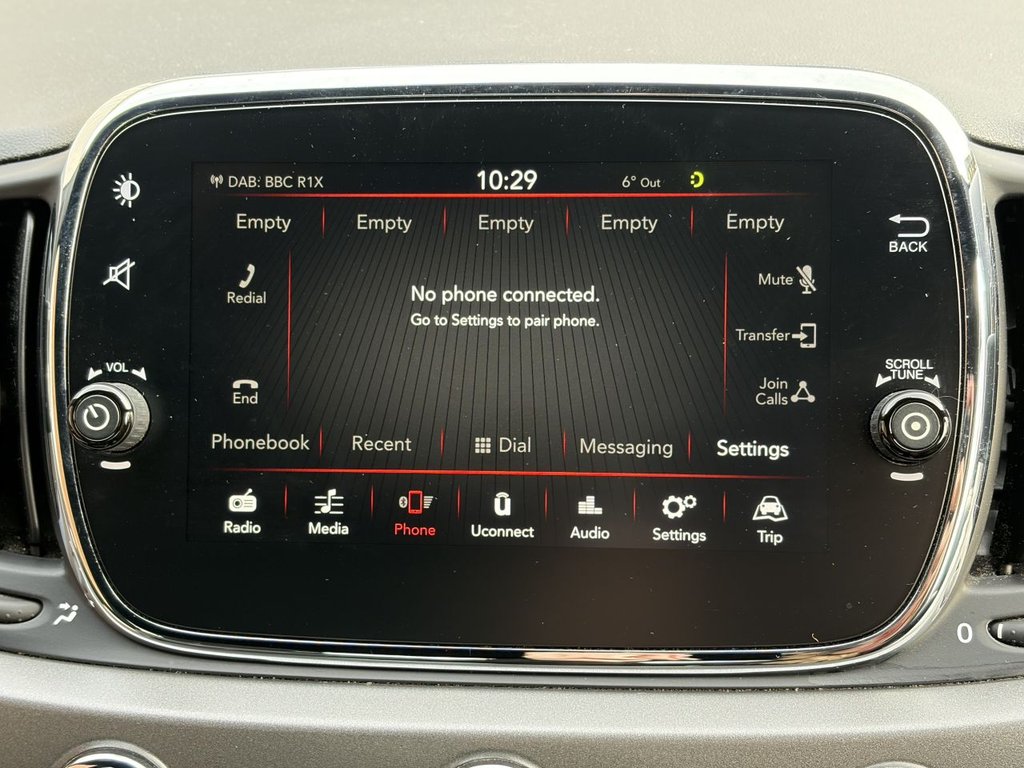 DAB: BBC R1X 10:29 6° Out
Empty Empty Empty Empty Empty
BACK
Redial
No phone connected.
Go to Settings to pair phone.
Mute
Transfer
VOL
SCROLL
TUNE
End
Join
Calls
Phonebook Recent Dial Messaging Settings
Radio Media Phone Uconnect Audio Settings Trip
0